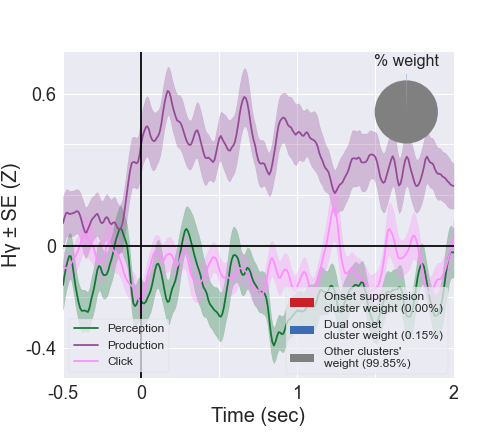 % weight
Hγ ± SE (Z)
0.6
0
-0.4
Perception
Production
Click
Onset suppression
cluster weight (0.00%)
Dual onset
cluster weight (0.15%)
Other clusters'
weight (99.85%)
-0.5
0
1
2
Time (sec)